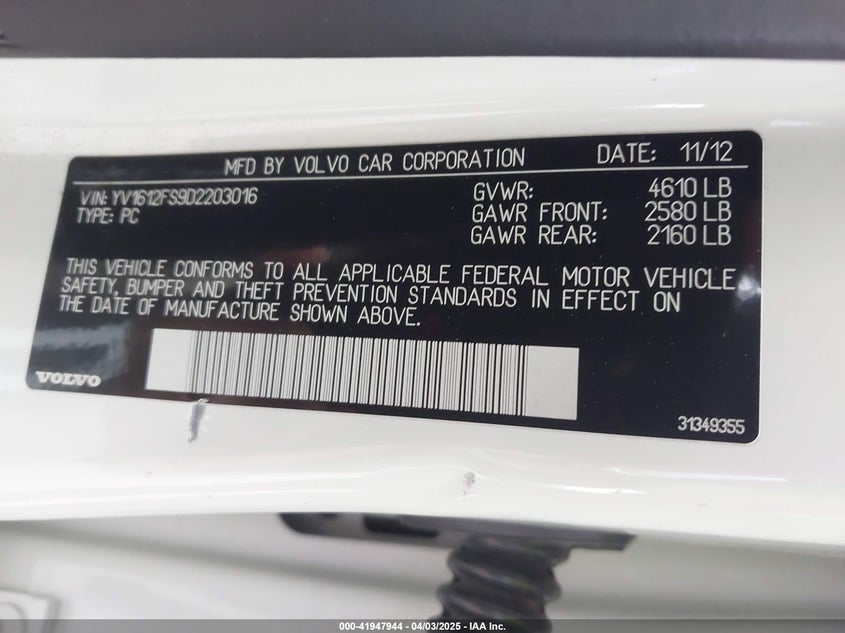 MFD BY VOLVO CAR CORPORATION DATE: 11/12
VIN: YV1612FS9D2203016 GVWR: 4610 LB
TYPE: PC GAWR FRONT: 2580 LB
GAWR REAR: 2160 LB
THIS VEHICLE CONFORMS TO ALL APPLICABLE FEDERAL MOTOR VEHICLE
SAFETY, BUMPER AND THEFT PREVENTION STANDARDS IN EFFECT ON
THE DATE OF MANUFACTURE SHOWN ABOVE.
VOLVO
31349355
000-41947944 - 04/03/2025 - IAA Inc.